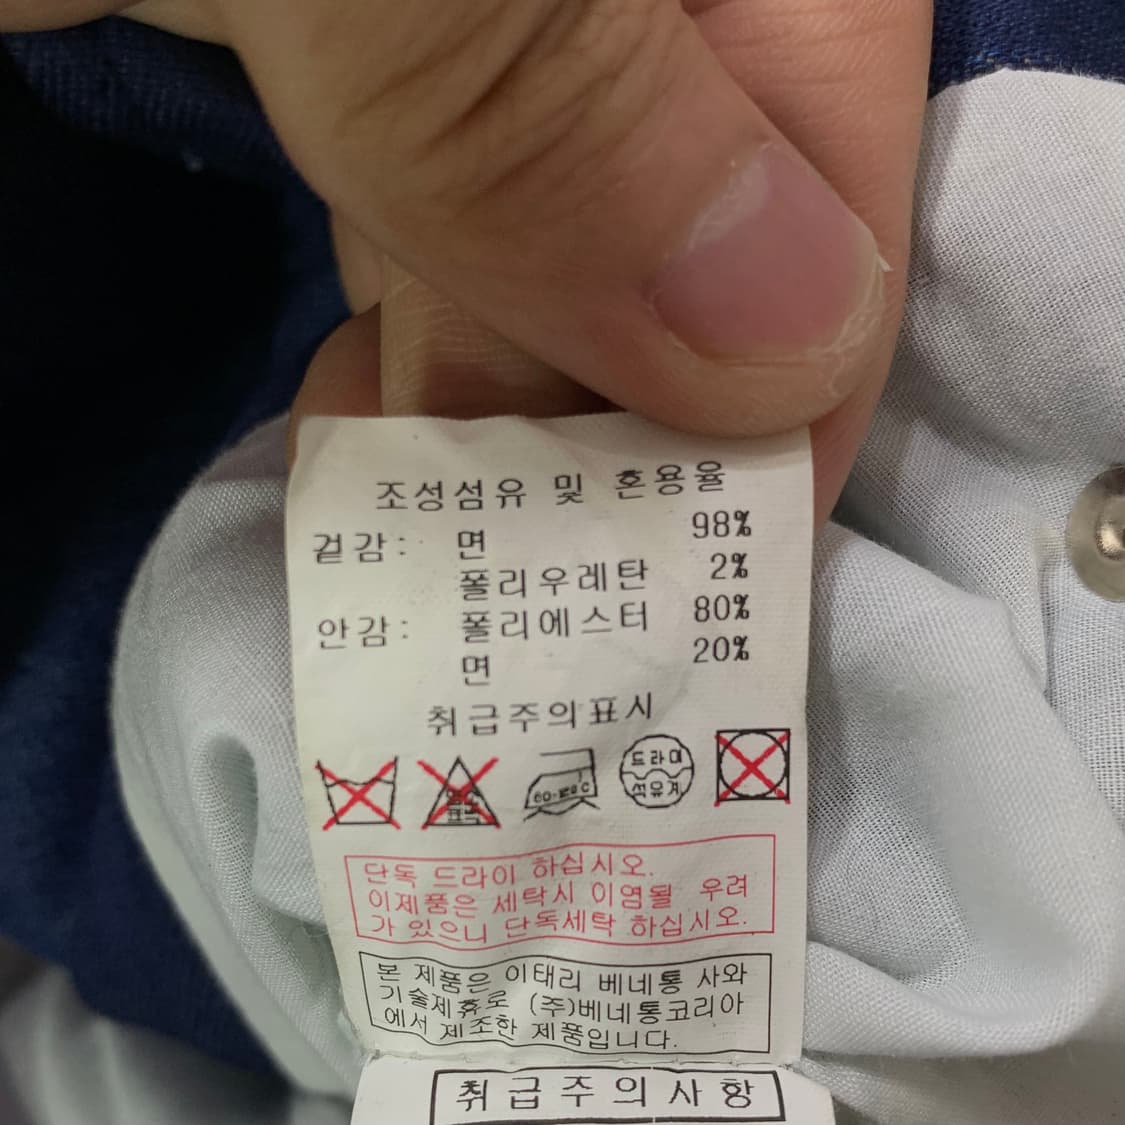 조성섬유 및 혼용율
겉감: 면 98%
폴리우레탄 2%
안감: 폴리에스터 80%
면 20%
취급주의표시
드라이
석유계
단독 드라이 하십시오.
이제품은 세탁시 이염될 우려
가 있으니 단독세탁 하십시오.
본 제품은 이태리 베네통 사와
기술제휴로 (주)베네통코리아
에서 제조한 제품입니다.
취급주의사항